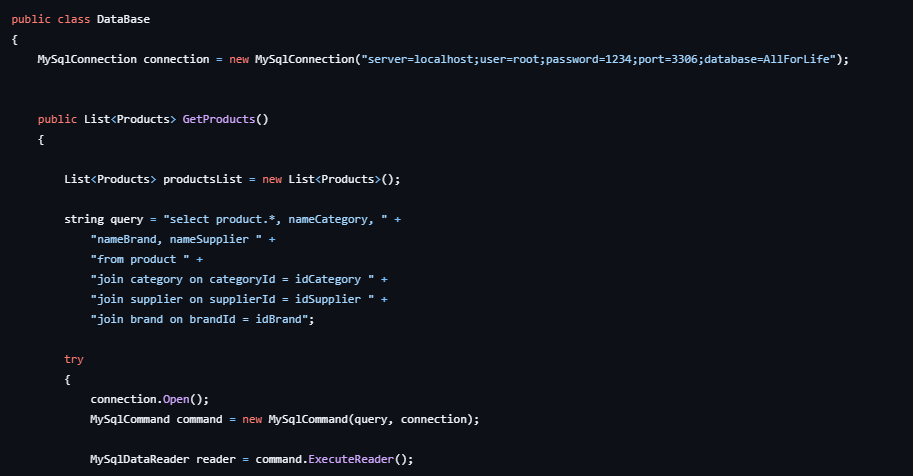 public class DataBase
{
    MySqlConnection connection = new MySqlConnection("server=localhost;user=root;password=1234;port=3306;database=AllForLife");
    public List<Products> GetProducts()
    {
        List<Products> productsList = new List<Products>();
        string query = "select product.*, nameCategory, " +
            "nameBrand, nameSupplier " +
            "from product " +
            "join category on categoryId = idCategory " +
            "join supplier on supplierId = idSupplier " +
            "join brand on brandId = idBrand";
        try
        {
            connection.Open();
            MySqlCommand command = new MySqlCommand(query, connection);
            MySqlDataReader reader = command.ExecuteReader();